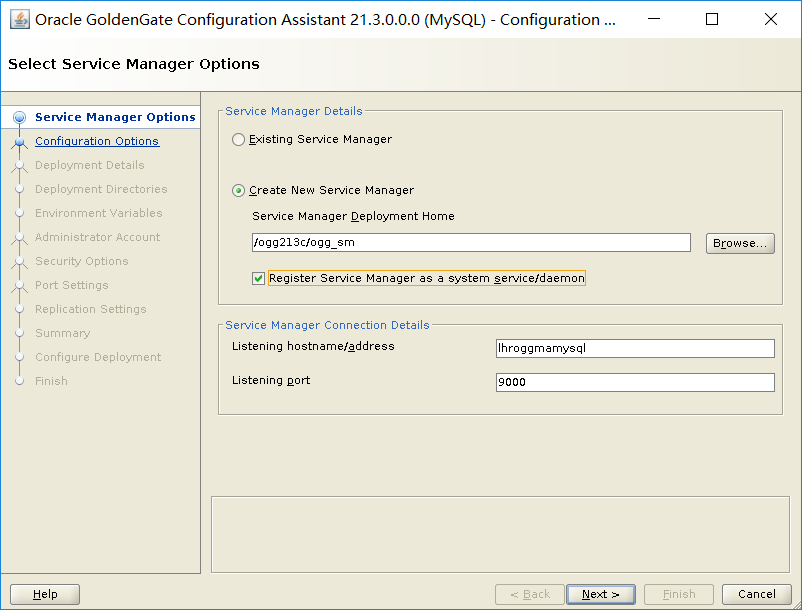 Oracle GoldenGate Configuration Assistant 21.3.0.0.0 (MySQL) - Configuration ...
Select Service Manager Options
Service Manager Options
Configuration Options
Deployment Details
Deployment Directories
Environment Variables
Administrator Account
Security Options
Port Settings
Replication Settings
Summary
Configure Deployment
Finish
Service Manager Details
Existing Service Manager
Create New Service Manager
Service Manager Deployment Home
/ogg213c/ogg_sm
Browse...
Register Service Manager as a system service/daemon
Service Manager Connection Details
Listening hostname/address
lhroggmamysql
Listening port
9000
Help
< Back
Next >
Finish
Cancel